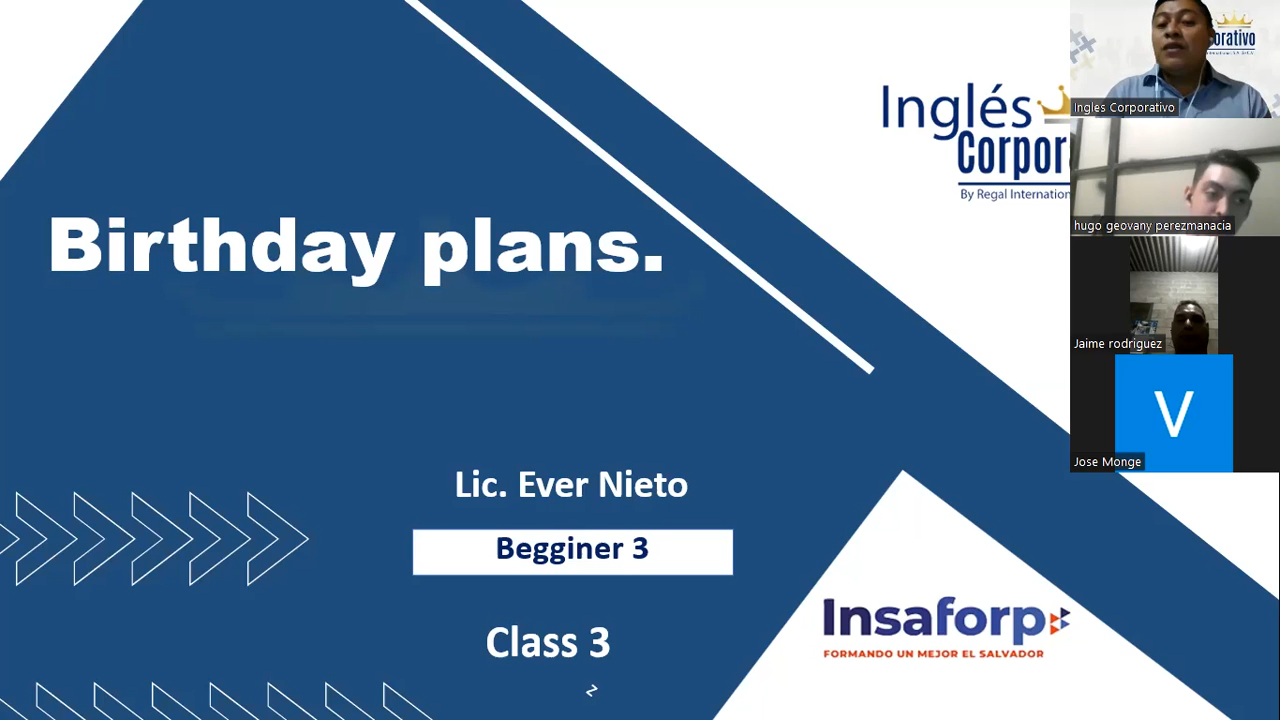 Birthday plans.
Lic. Ever Nieto
Begginer 3
Class 3
z
Inglés
Corpor
By Regal Internation
Insaforp
FORMANDO UN MEJOR EL SALVADOR
orativo
Ingles Corporativo
hugo geovany perezmanacia
Jaime rodriguez
V
Jose Monge